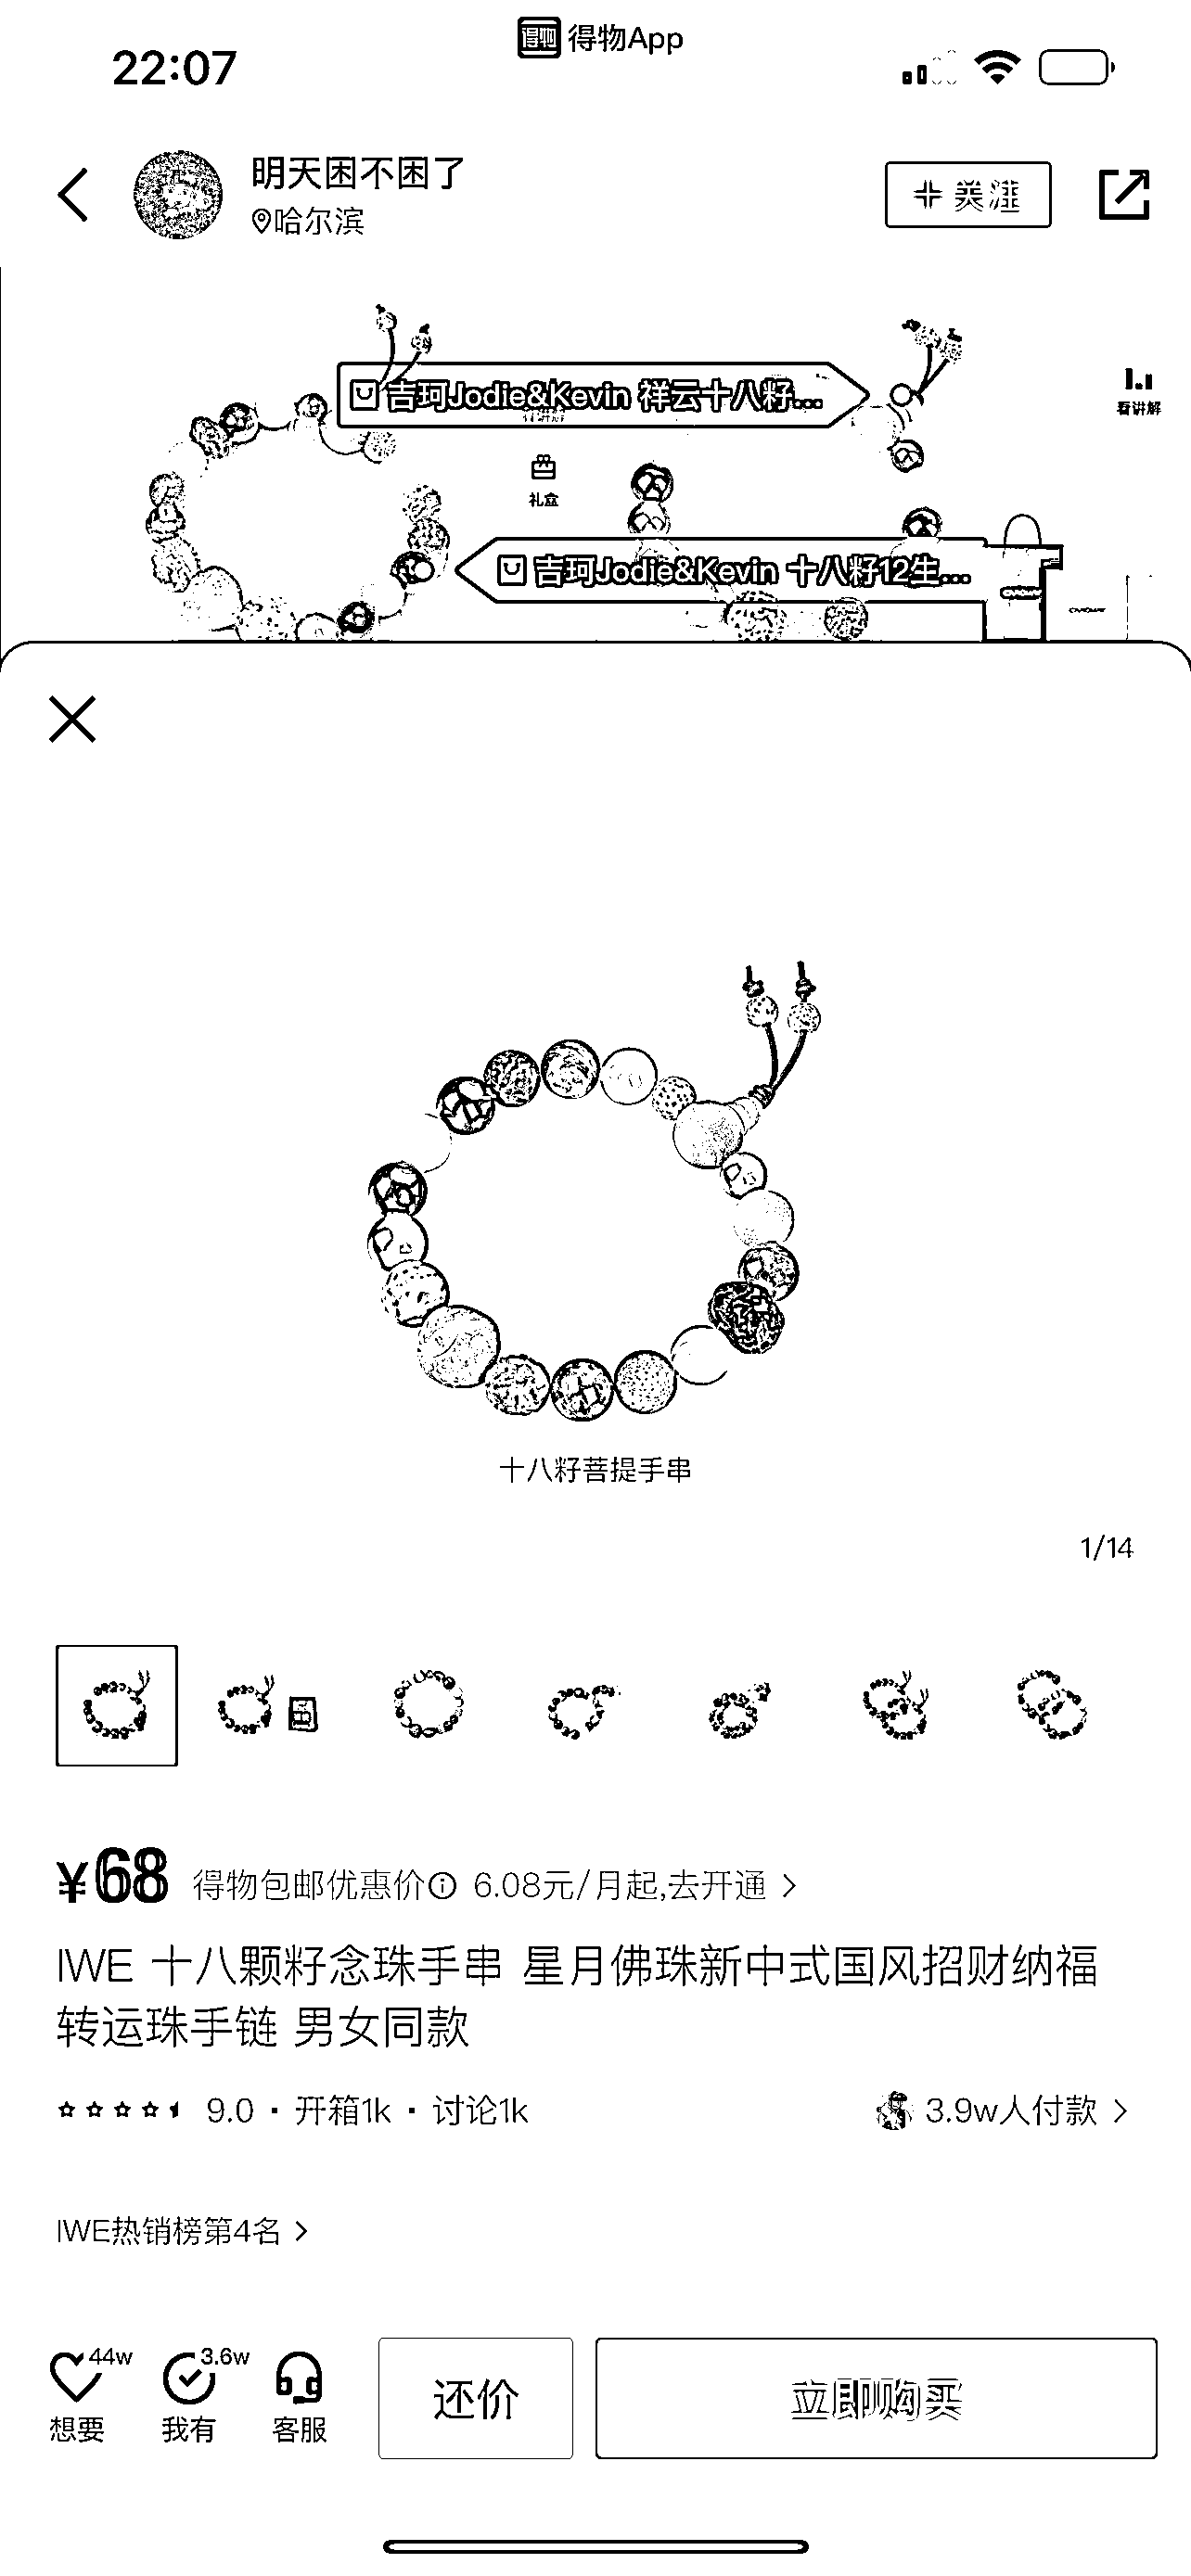 得物App
22:07
明天困不困了
哈尔滨
关注
吉珂Jodie&Kevin 祥云十八籽...
看讲解
礼盒
吉珂Jodie&Kevin 十八籽12生...
十八籽菩提手串
1/14
¥68 得物包邮优惠价 6.08元/月起,去开通
IWE 十八颗籽念珠手串 星月佛珠新中式国风招财纳福
转运珠手链 男女同款
9.0 · 开箱1k · 讨论1k 3.9w人付款
IWE热销榜第4名
44w 3.6w
想要 我有 客服 还价 立即购买